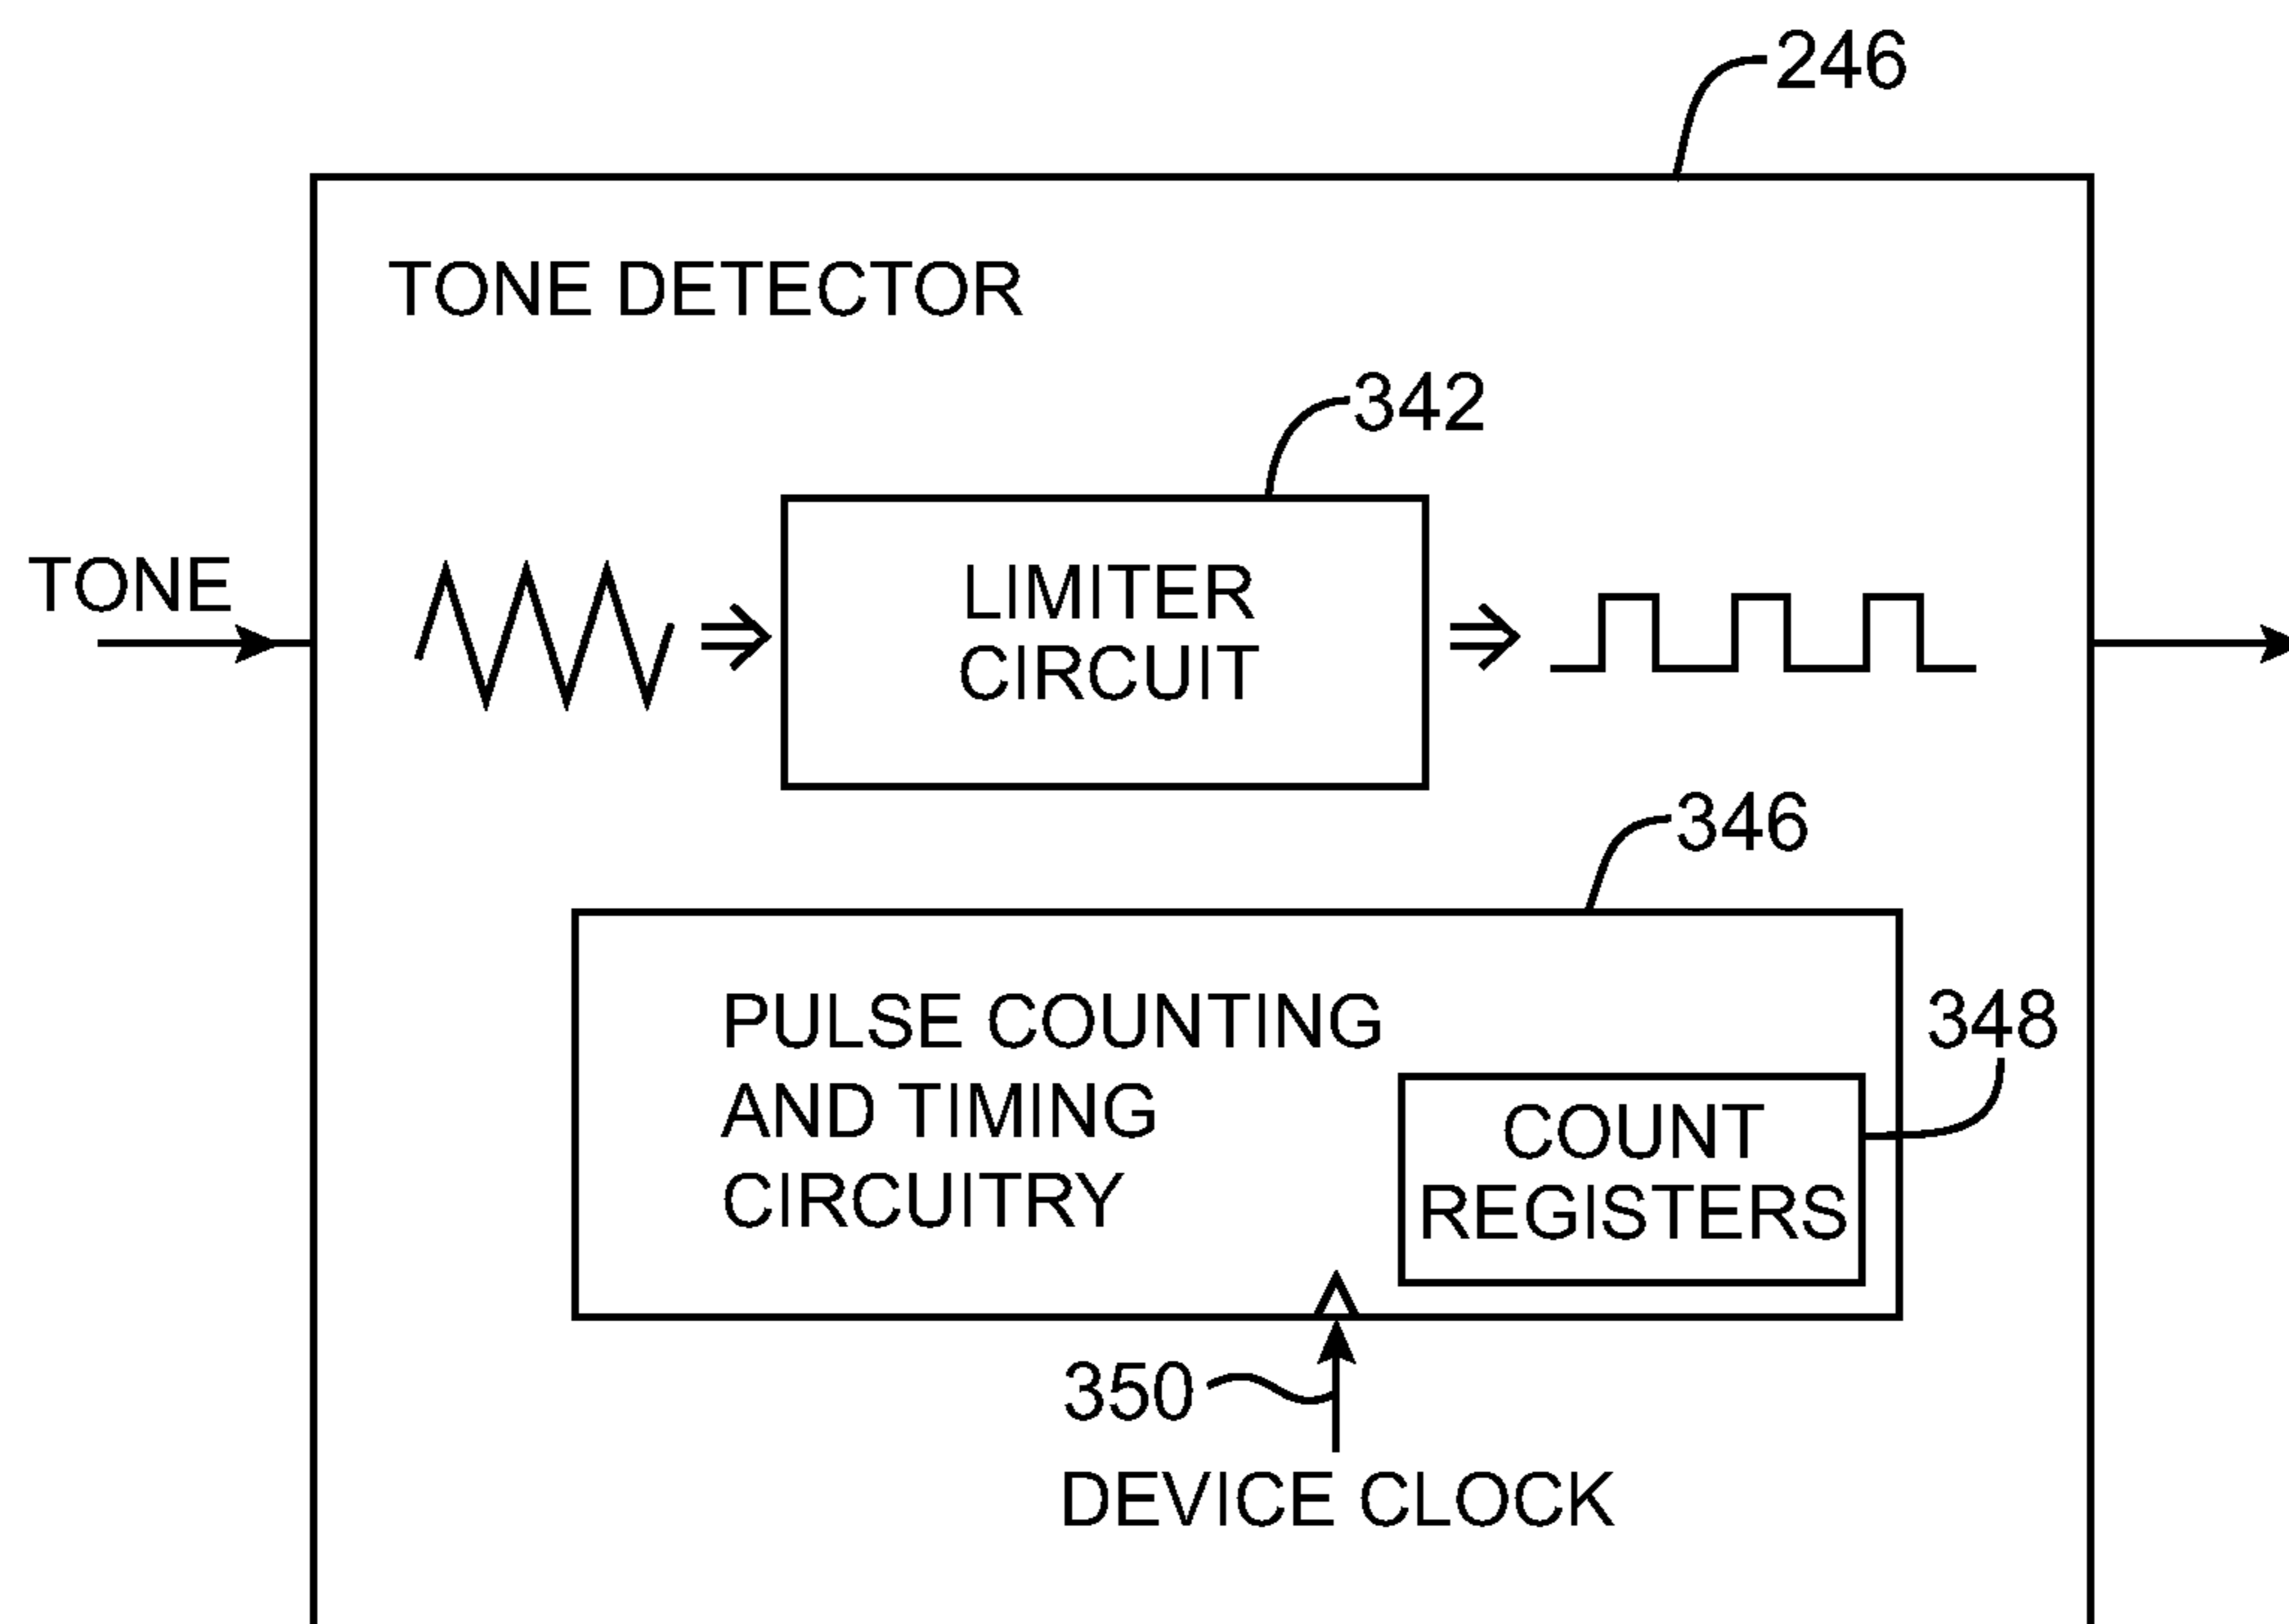 246
TONE DETECTOR
342
TONE
LIMITER
CIRCUIT
346
PULSE COUNTING
AND TIMING
CIRCUITRY
348
COUNT
REGISTERS
350
DEVICE CLOCK